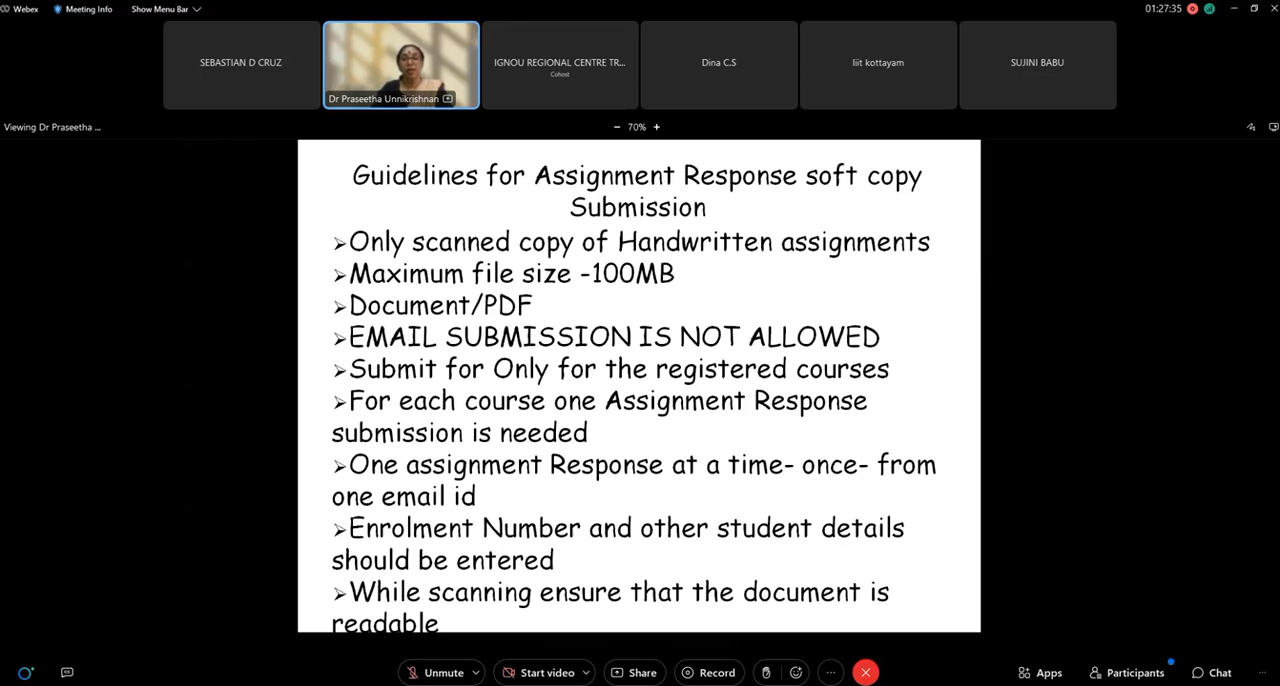 Webex
Meeting Info
Show Menu Bar
01:27:35
SEBASTIAN D CRUZ
Dr Praseetha Unnikrishnan
IGNOU REGIONAL CENTRE TR...
Cohost
Dina C.S
liit kottayam
SUJINI BABU
Viewing Dr Praseetha ...
− 70% +
Guidelines for Assignment Response soft copy
Submission
➢Only scanned copy of Handwritten assignments
➢Maximum file size -100MB
➢Document/PDF
➢EMAIL SUBMISSION IS NOT ALLOWED
➢Submit for Only for the registered courses
➢For each course one Assignment Response
submission is needed
➢One assignment Response at a time- once- from
one email id
➢Enrolment Number and other student details
should be entered
➢While scanning ensure that the document is
readable
Unmute
Start video
Share
Record
Apps
Participants
Chat